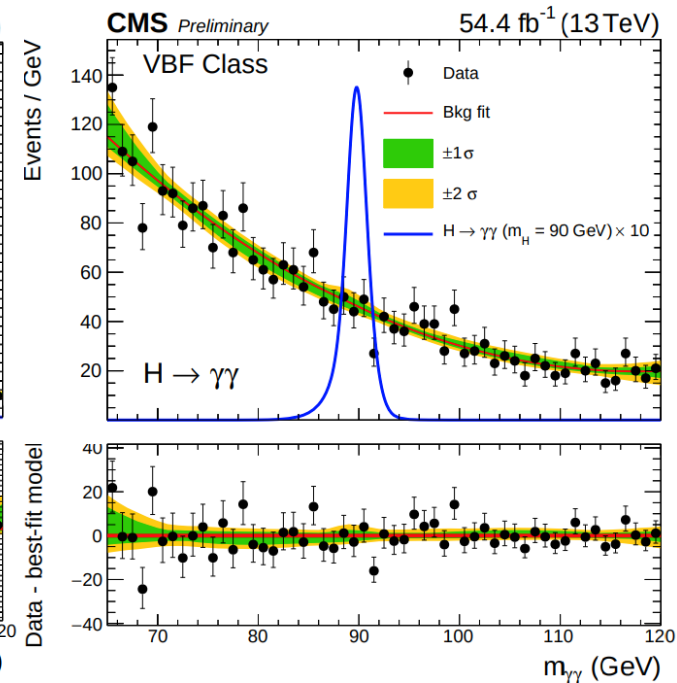 CMS Preliminary 54.4 fb⁻¹ (13 TeV)
Events / GeV
VBF Class
Data
Bkg fit
±1σ
±2 σ
H → γγ (m_H = 90 GeV) × 10
H → γγ
140
120
100
80
60
40
20
Data - best-fit model
40
20
0
−20
−40
70 80 90 100 110 120
m_γγ (GeV)
20
)